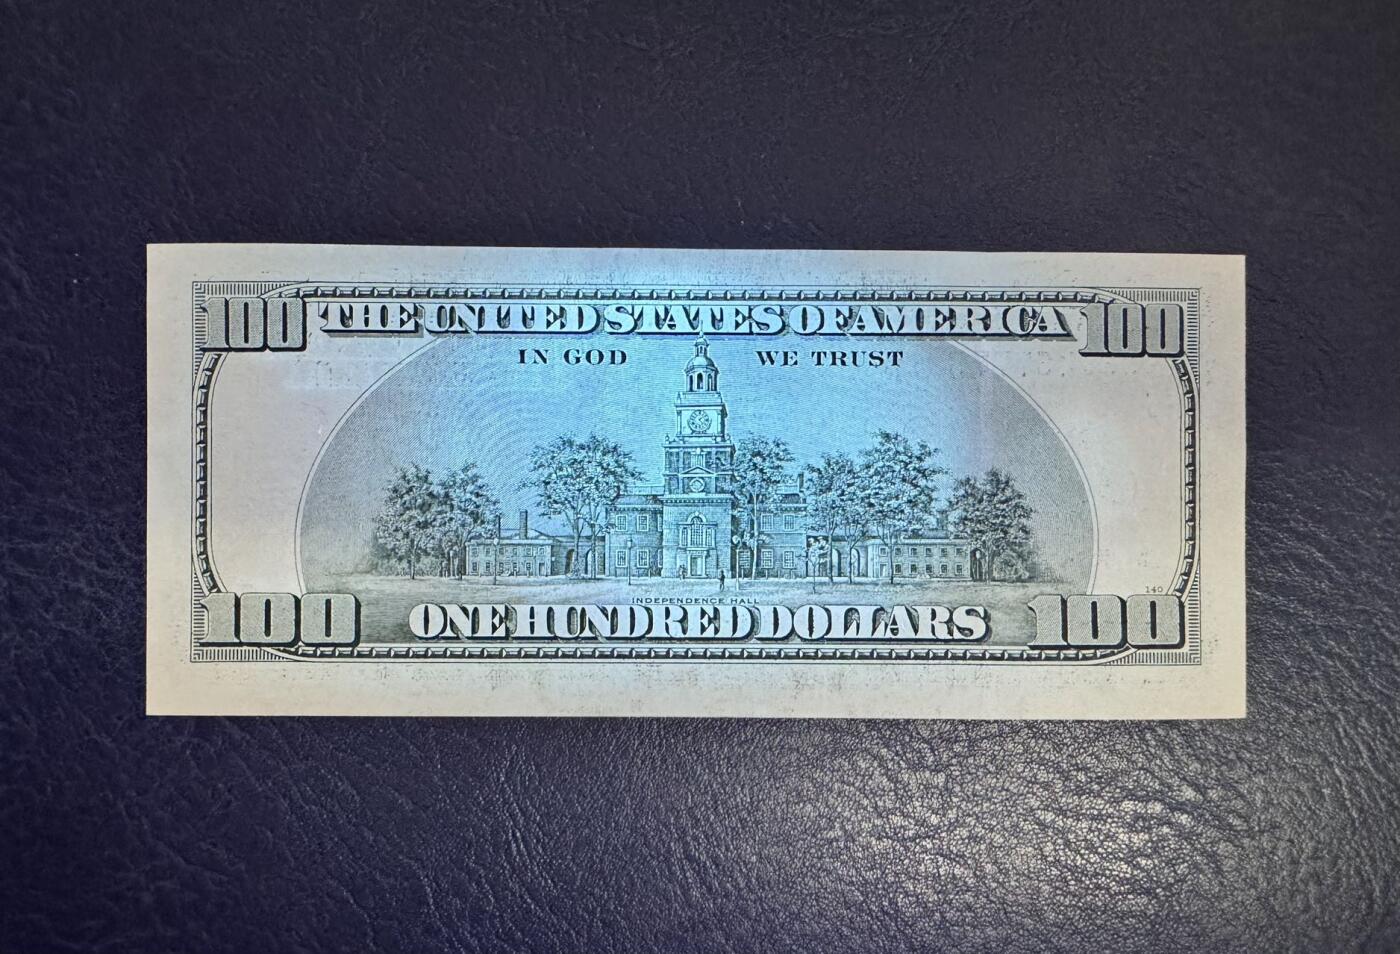 100 THE UNITED STATES OF AMERICA 100
IN GOD WE TRUST
140
INDEPENDENCE HALL
100 ONE HUNDRED DOLLARS 100